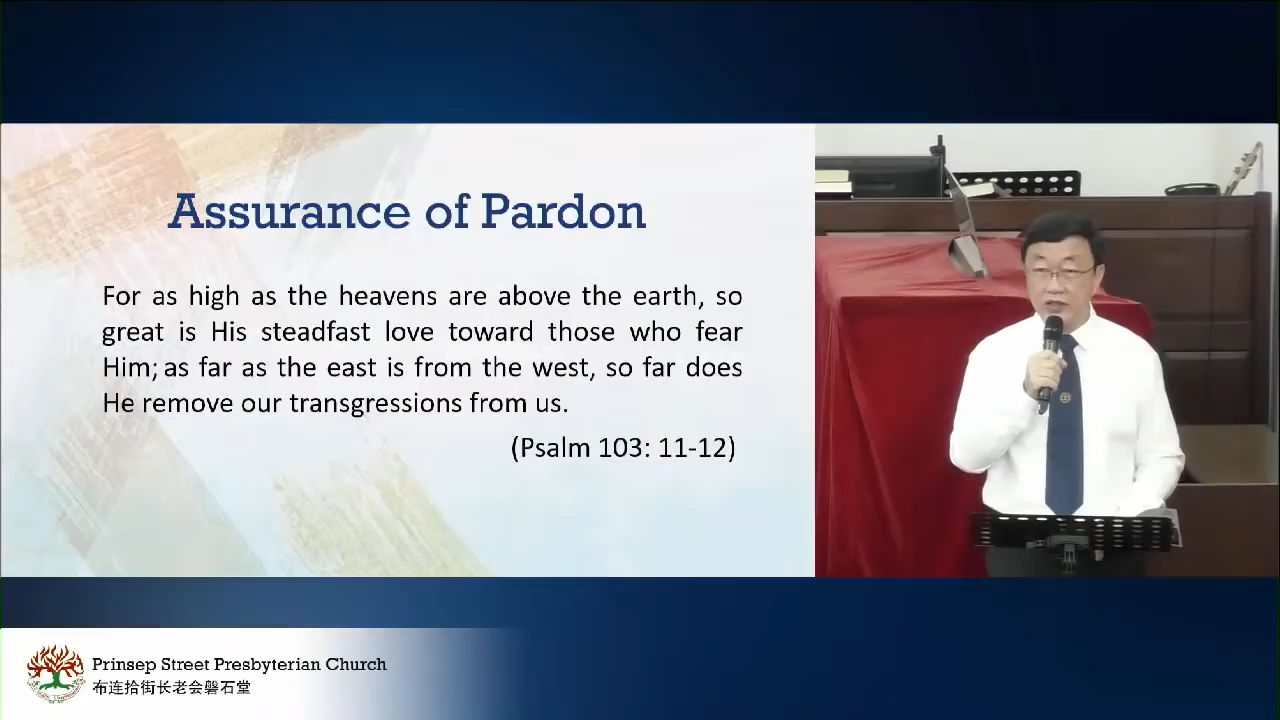 Assurance of Pardon
For as high as the heavens are above the earth, so
great is His steadfast love toward those who fear
Him; as far as the east is from the west, so far does
He remove our transgressions from us.
(Psalm 103: 11-12)
Prinsep Street Presbyterian Church
布连拾街长老会磐石堂